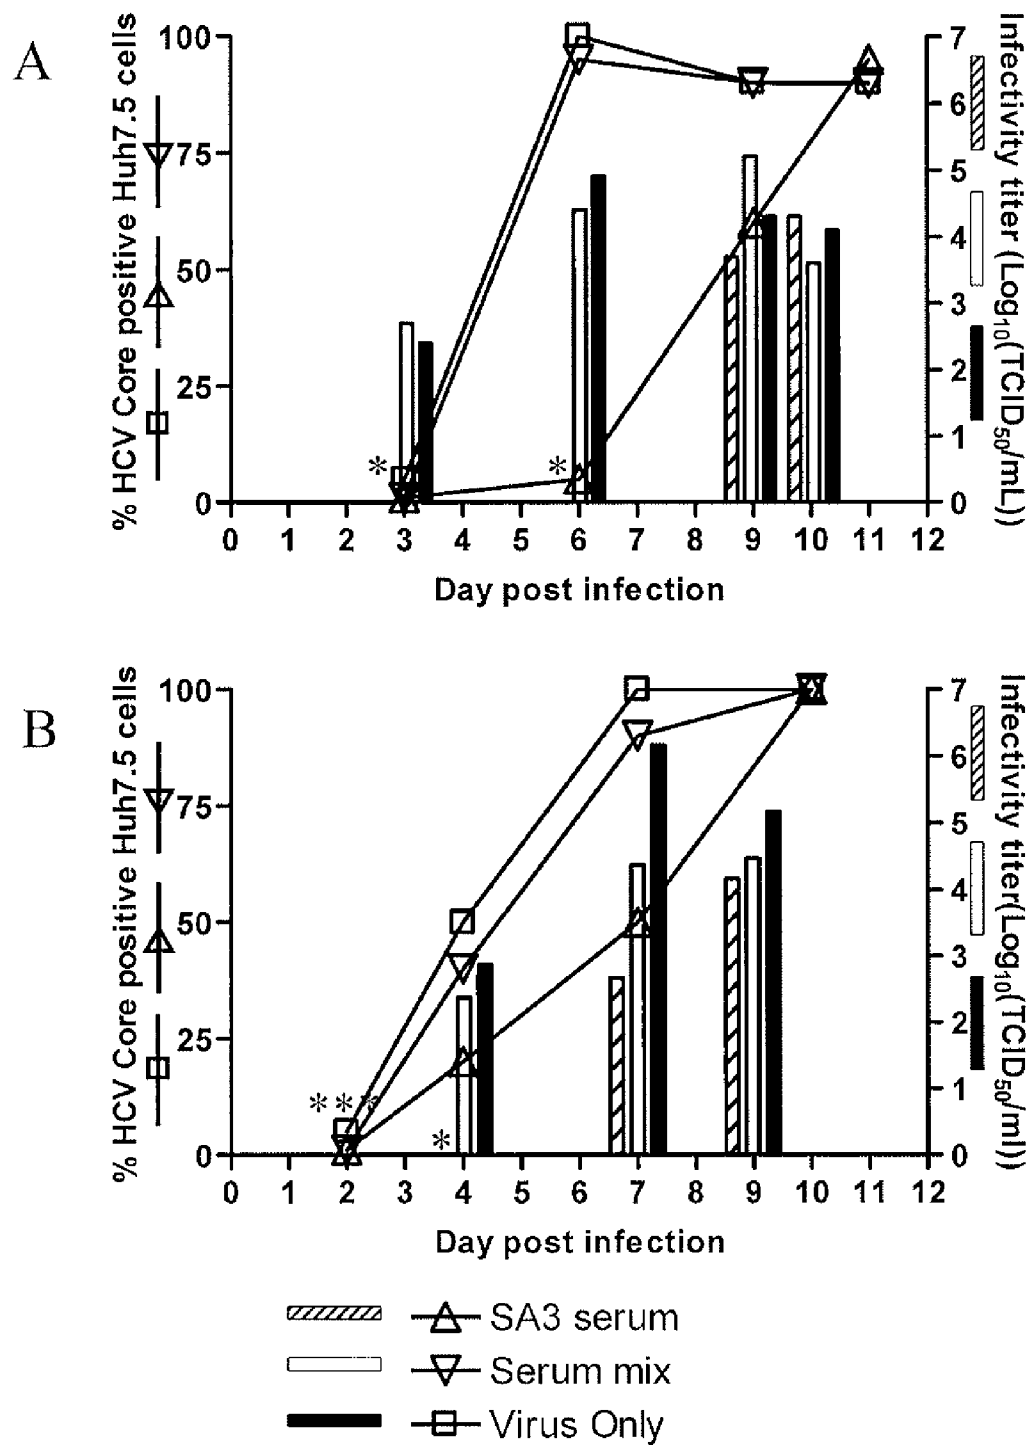 A
% HCV Core positive Huh7.5 cells
100
75
50
25
0
* *
0 1 2 3 4 5 6 7 8 9 10 11 12
Day post infection
7
6
5
4
3
2
1
0
Infectivity titer (Log10(TCID50/mL))
B
% HCV Core positive Huh7.5 cells
100
75
50
25
0
* * *
*
0 1 2 3 4 5 6 7 8 9 10 11 12
Day post infection
7
6
5
4
3
2
1
0
Infectivity titer(Log10(TCID50/ml))
SA3 serum
Serum mix
Virus Only